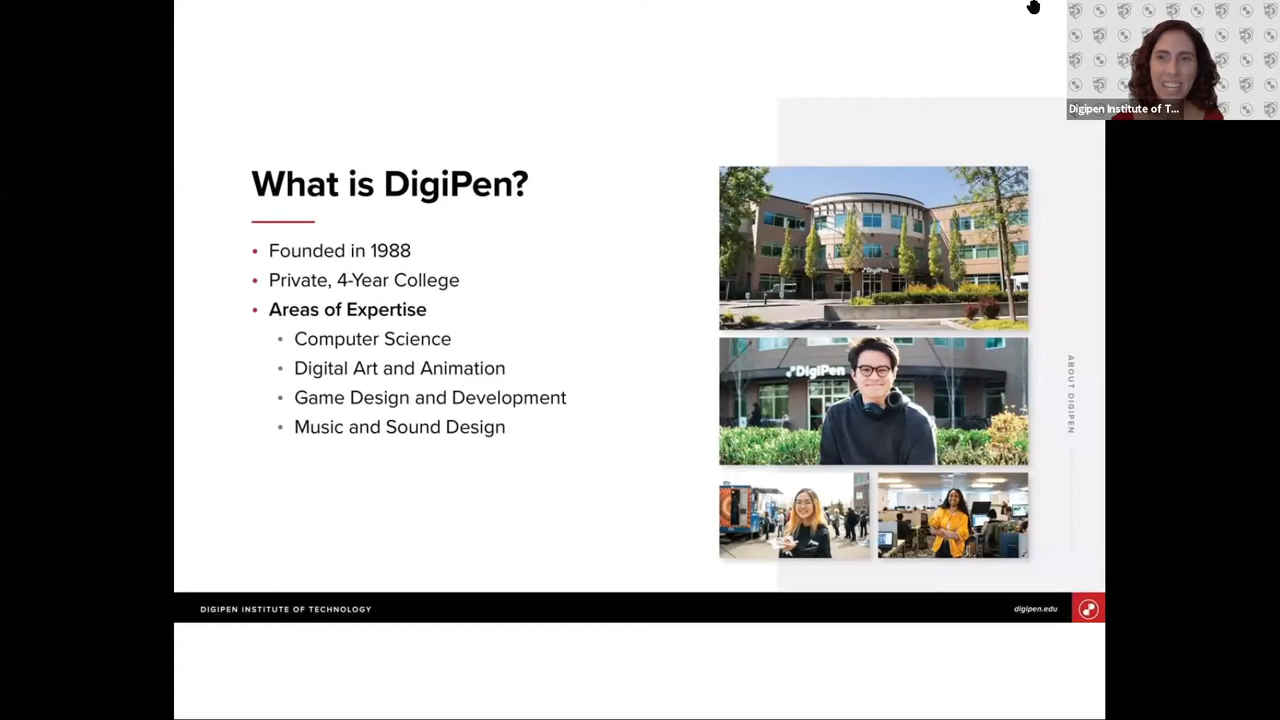 Digipen Institute of T...
What is DigiPen?
• Founded in 1988
• Private, 4-Year College
• Areas of Expertise
• Computer Science
• Digital Art and Animation
• Game Design and Development
• Music and Sound Design
DigiPen
DigiPen
ABOUT DIGIPEN
DIGIPEN INSTITUTE OF TECHNOLOGY
digipen.edu